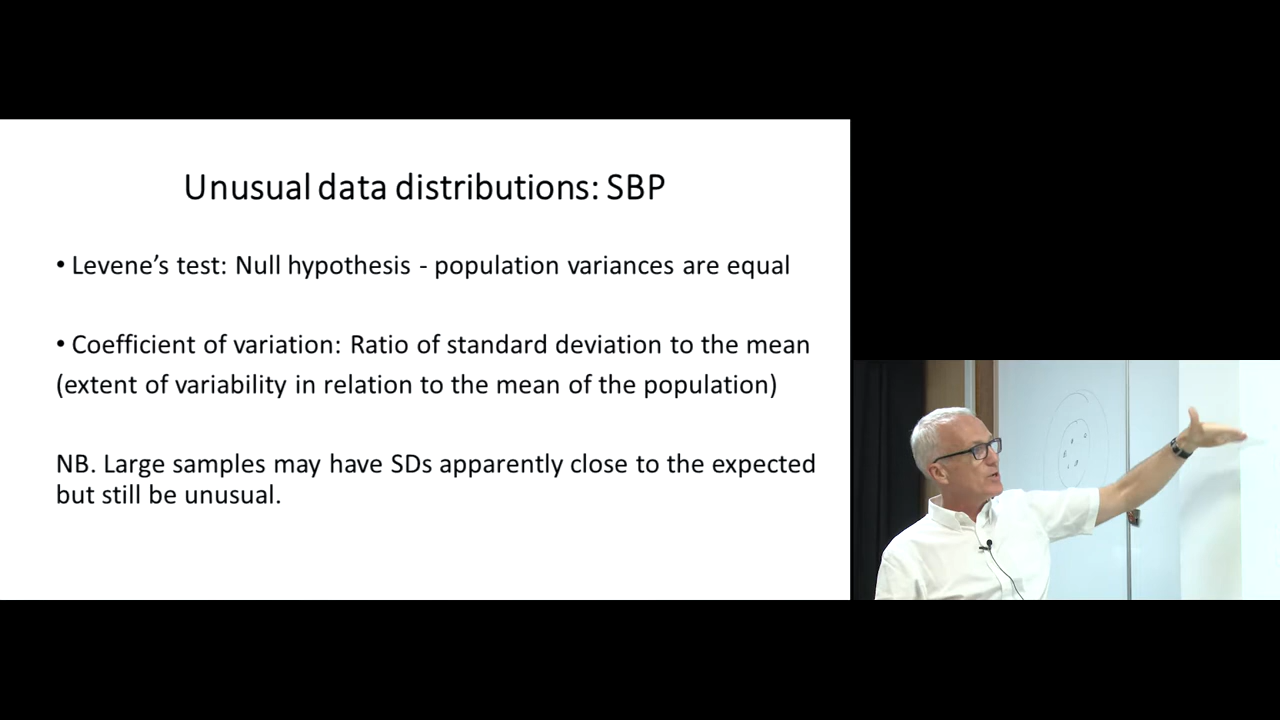 Unusual data distributions: SBP
• Levene’s test: Null hypothesis - population variances are equal
• Coefficient of variation: Ratio of standard deviation to the mean
(extent of variability in relation to the mean of the population)
NB. Large samples may have SDs apparently close to the expected
but still be unusual.